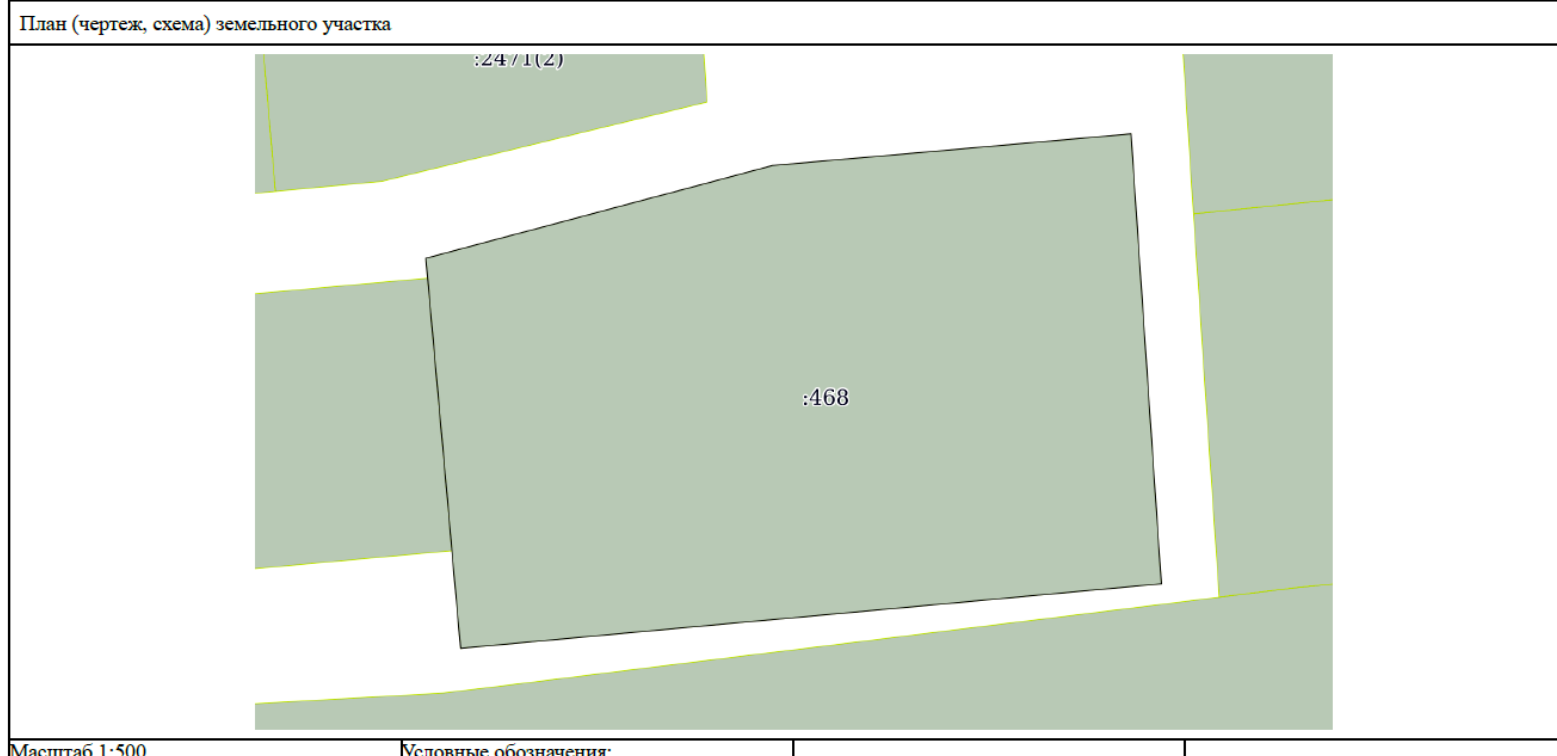 План (чертеж, схема) земельного участка
:2471(2)
:468
Масштаб 1:500
Условные обозначения: